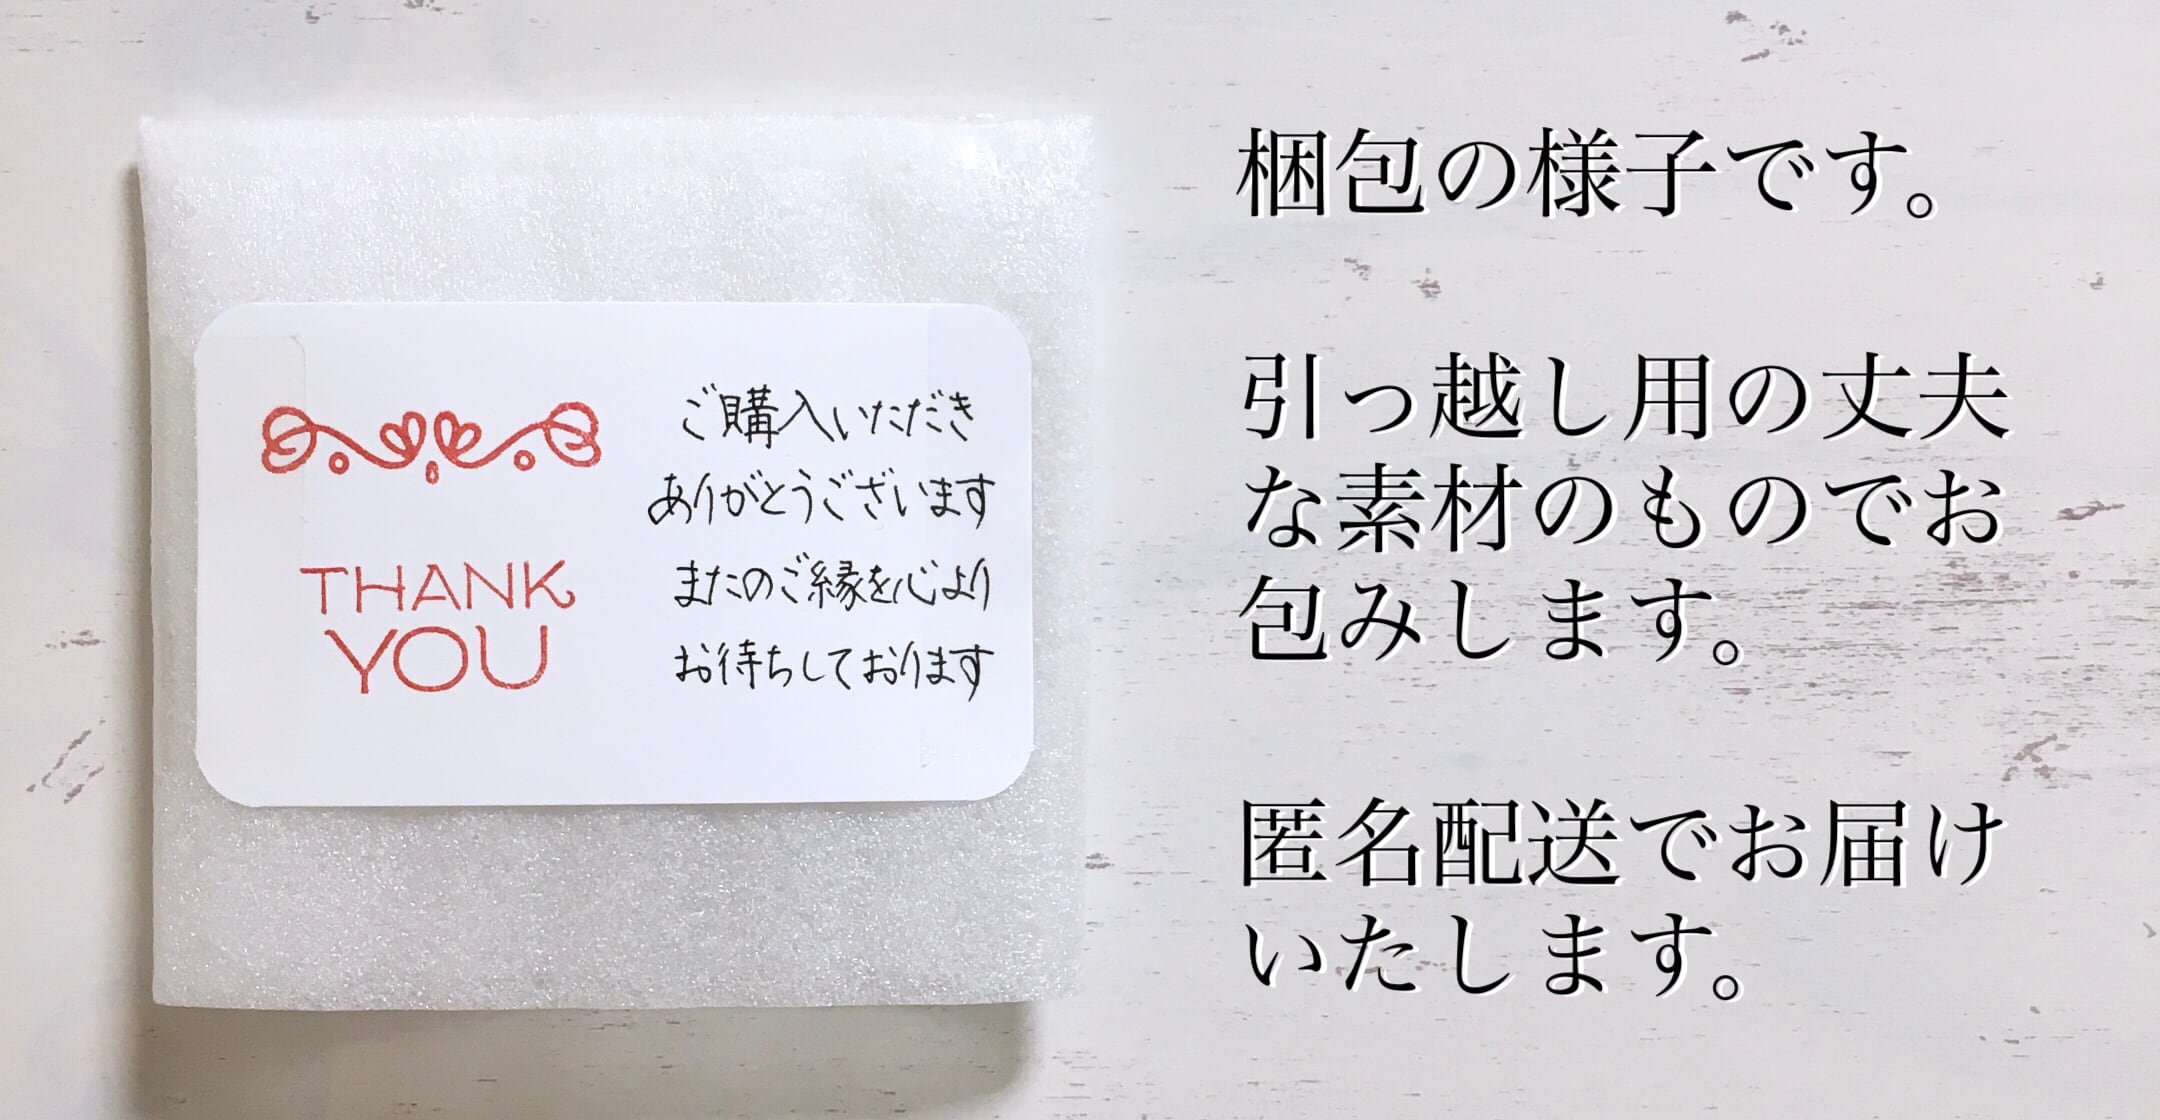 THANK
YOU
ご購入いただき
ありがとうございます
またのご縁を心より
お待ちしております
梱包の様子です。
引っ越し用の丈夫
な素材のものでお
包みします。
匿名配送でお届け
いたします。